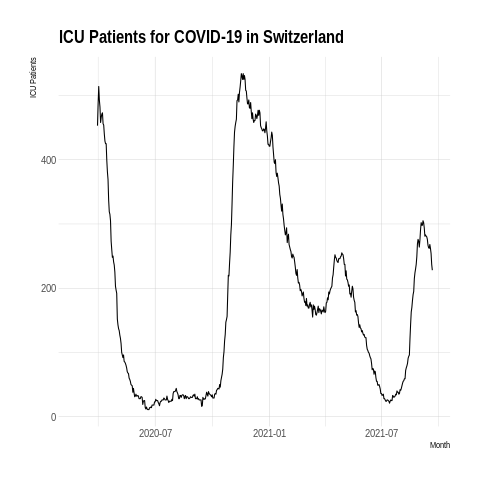 ICU Patients for COVID-19 in Switzerland
ICU Patients
400
200
0
2020-07
2021-01
2021-07
Month